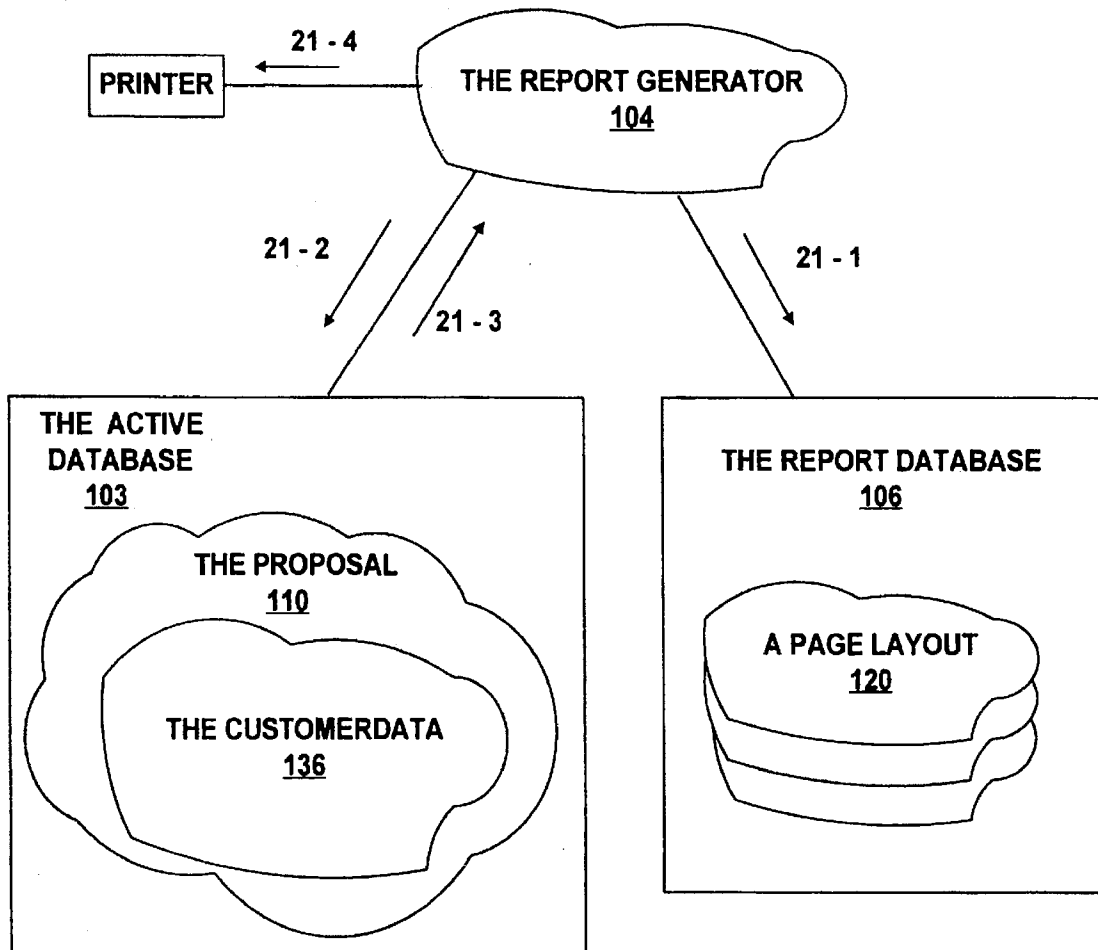 21 - 4
PRINTER
THE REPORT GENERATOR
104
21 - 2
21 - 3
21 - 1
THE ACTIVE
DATABASE
103
THE PROPOSAL
110
THE CUSTOMERDATA
136
THE REPORT DATABASE
106
A PAGE LAYOUT
120